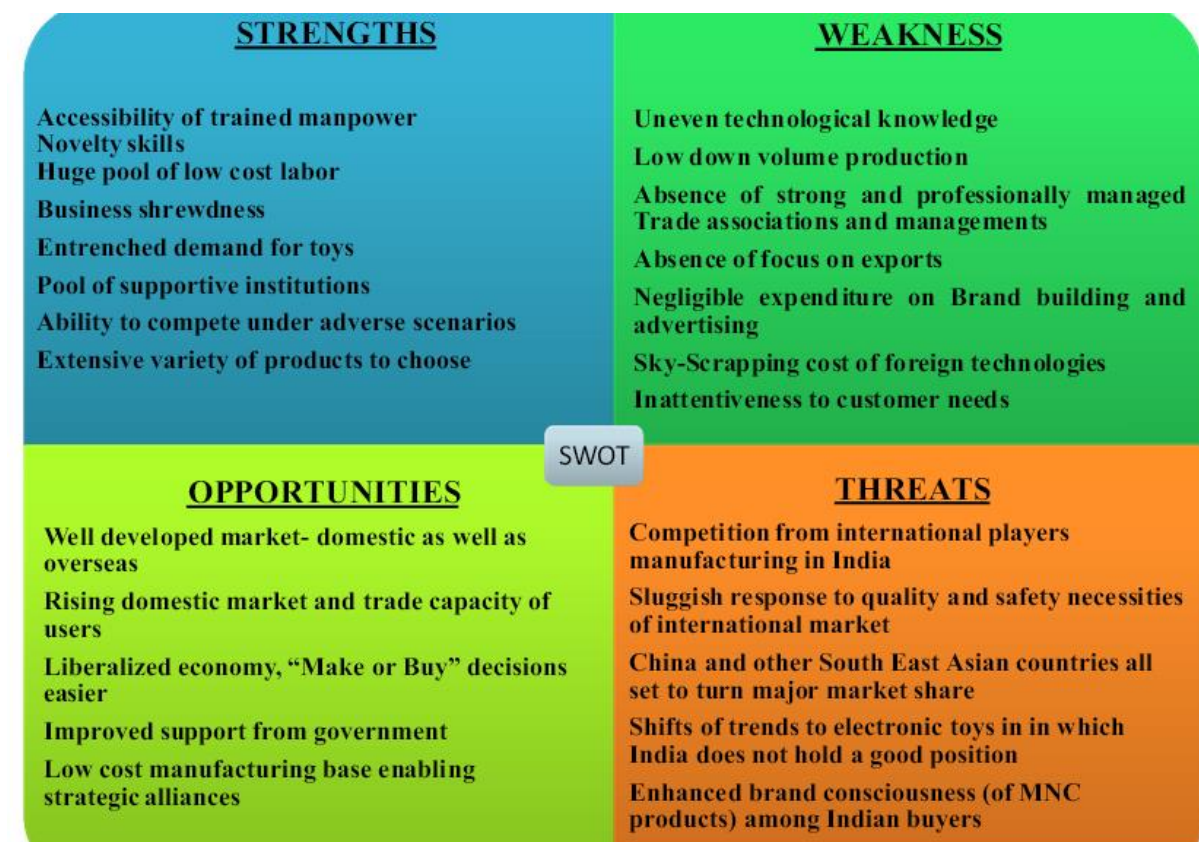 STRENGTHS
Accessibility of trained manpower
Novelty skills
Huge pool of low cost labor
Business shrewdness
Entrenched demand for toys
Pool of supportive institutions
Ability to compete under adverse scenarios
Extensive variety of products to choose
WEAKNESS
Uneven technological knowledge
Low down volume production
Absence of strong and professionally managed
Trade associations and managements
Absence of focus on exports
Negligible expenditure on Brand building and
advertising
Sky-Scrapping cost of foreign technologies
Inattentiveness to customer needs
SWOT
OPPORTUNITIES
Well developed market- domestic as well as
overseas
Rising domestic market and trade capacity of
users
Liberalized economy, “Make or Buy” decisions
easier
Improved support from government
Low cost manufacturing base enabling
strategic alliances
THREATS
Competition from international players
manufacturing in India
Sluggish response to quality and safety necessities
of international market
China and other South East Asian countries all
set to turn major market share
Shifts of trends to electronic toys in in which
India does not hold a good position
Enhanced brand consciousness (of MNC
products) among Indian buyers